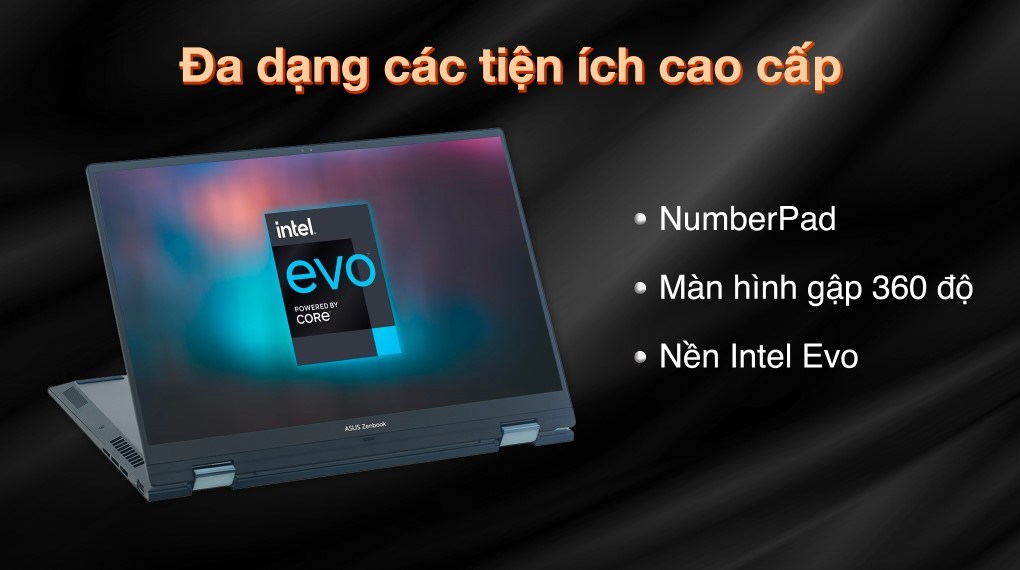 Đa dạng các tiện ích cao cấp
intel.
evo
POWERED BY
CORE
ASUS Zenbook
NumberPad
Màn hình gập 360 độ
Nền Intel Evo